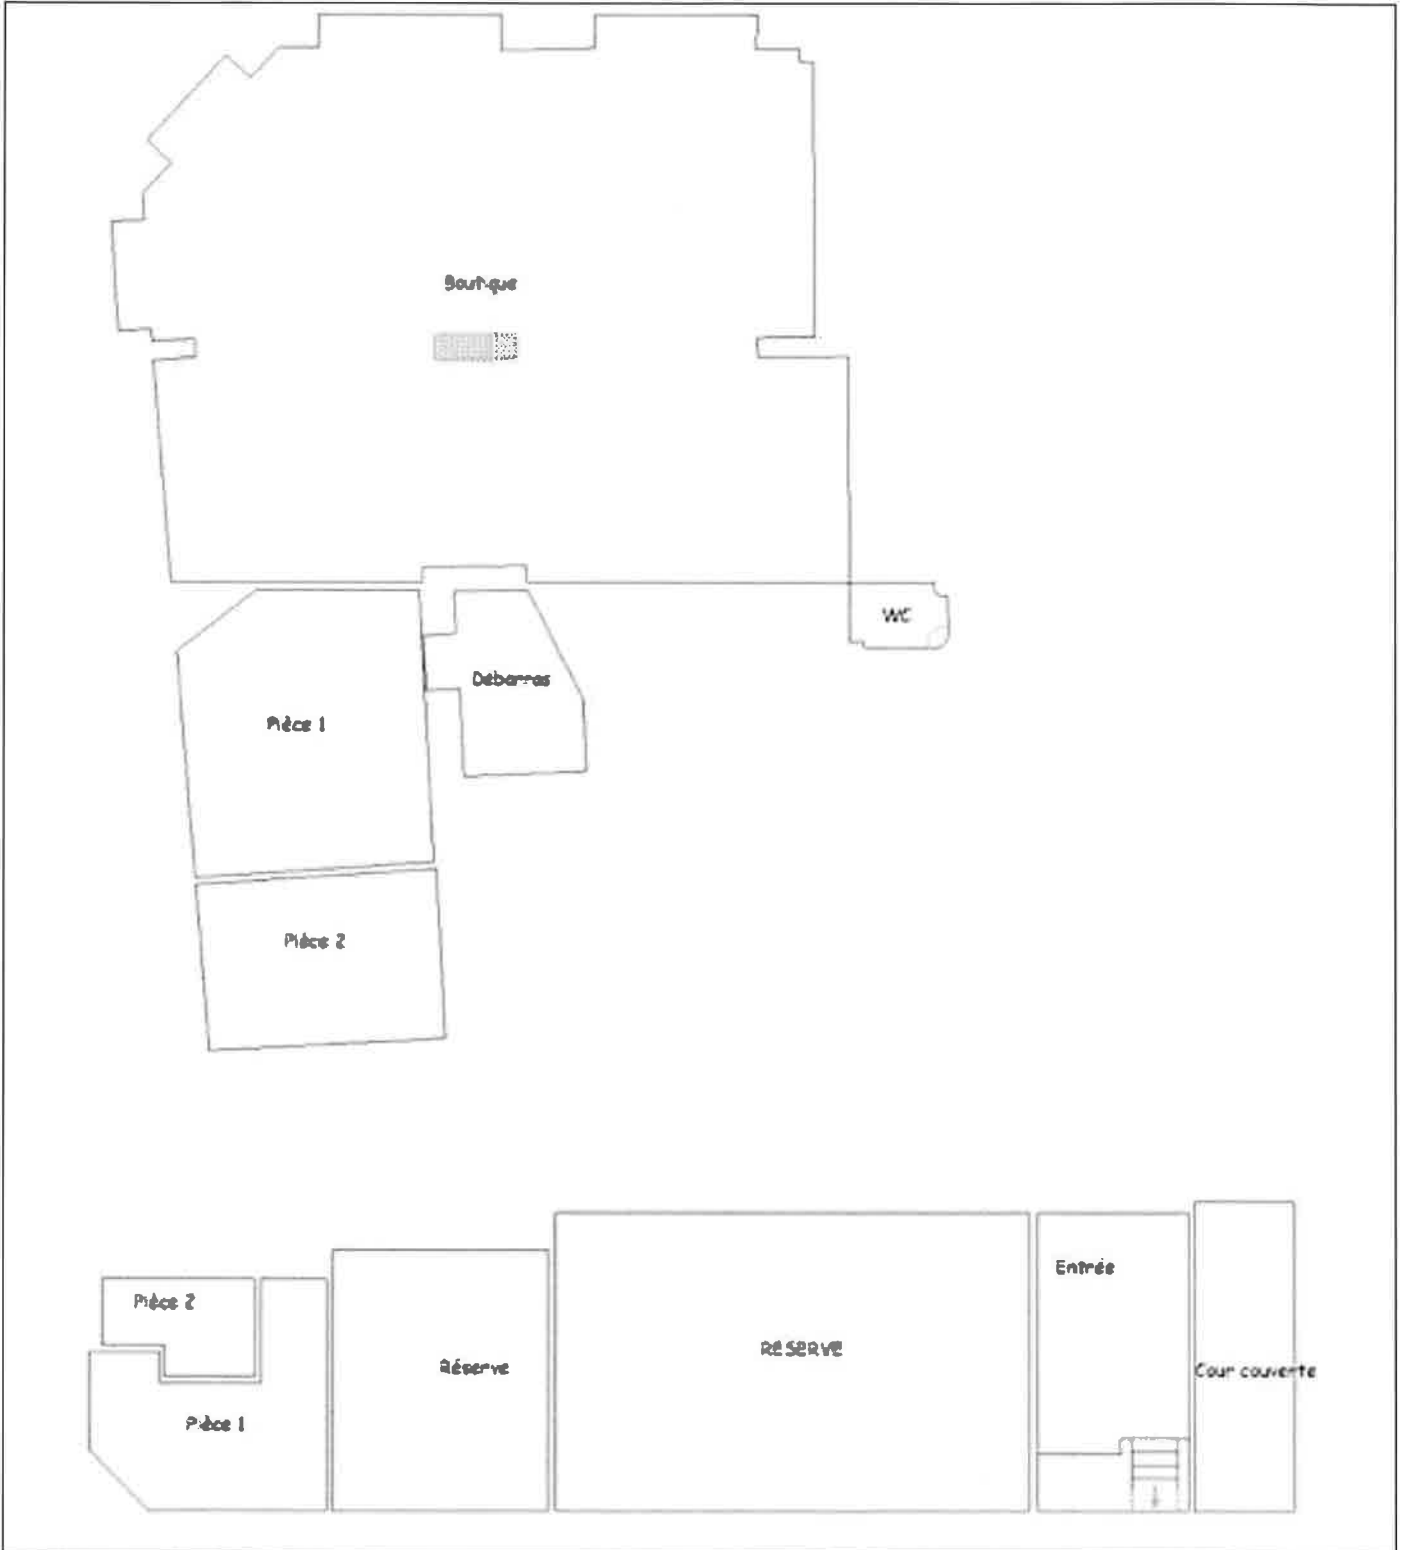 Boutique
WC
Débarras
Pièce 1
Pièce 2
Entrée
Pièce 2
RESERVE
Réserve
Cour couverte
Pièce 1